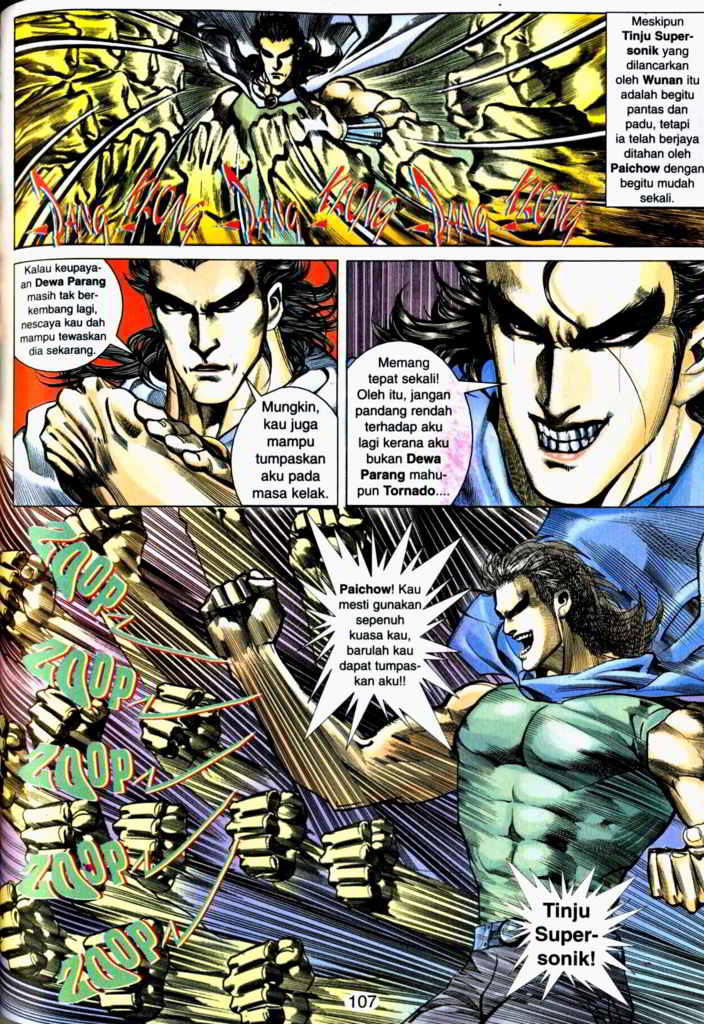 Meskipun
Tinju Super-
sonik yang
dilancarkan
oleh Wunan itu
adalah begitu
pantas dan
padu, tetapi
ia telah berjaya
ditahan oleh
Paichow dengan
begitu mudah
sekali.
DANG KLONG DANG KLONG DANG KLONG
Kalau keupaya-
an Dewa Parang
masih tak ber-
kembang lagi,
nescaya kau dah
mampu tewaskan
dia sekarang.
Mungkin,
kau juga
mampu
tumpaskan
aku pada
masa kelak.
Memang
tepat sekali!
Oleh itu, jangan
pandang rendah
terhadap aku
lagi kerana aku
bukan Dewa
Parang mahu-
pun Tornado....
ZOOP
ZOOP
ZOOP
ZOOP
ZOOP
Paichow! Kau
mesti gunakan
sepenuh
kuasa kau,
barulah kau
dapat tumpas-
kan aku!!
Tinju
Super-
sonik!
107